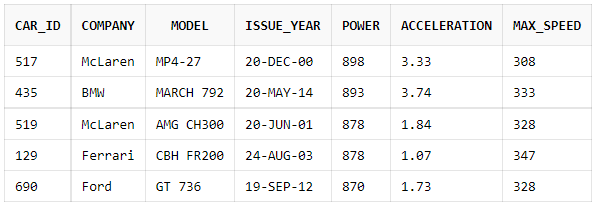 CAR_ID COMPANY MODEL ISSUE_YEAR POWER ACCELERATION MAX_SPEED
517 McLaren MP4-27 20-DEC-00 898 3.33 308
435 BMW MARCH 792 20-MAY-14 893 3.74 333
519 McLaren AMG CH300 20-JUN-01 878 1.84 328
129 Ferrari CBH FR200 24-AUG-03 878 1.07 347
690 Ford GT 736 19-SEP-12 870 1.73 328